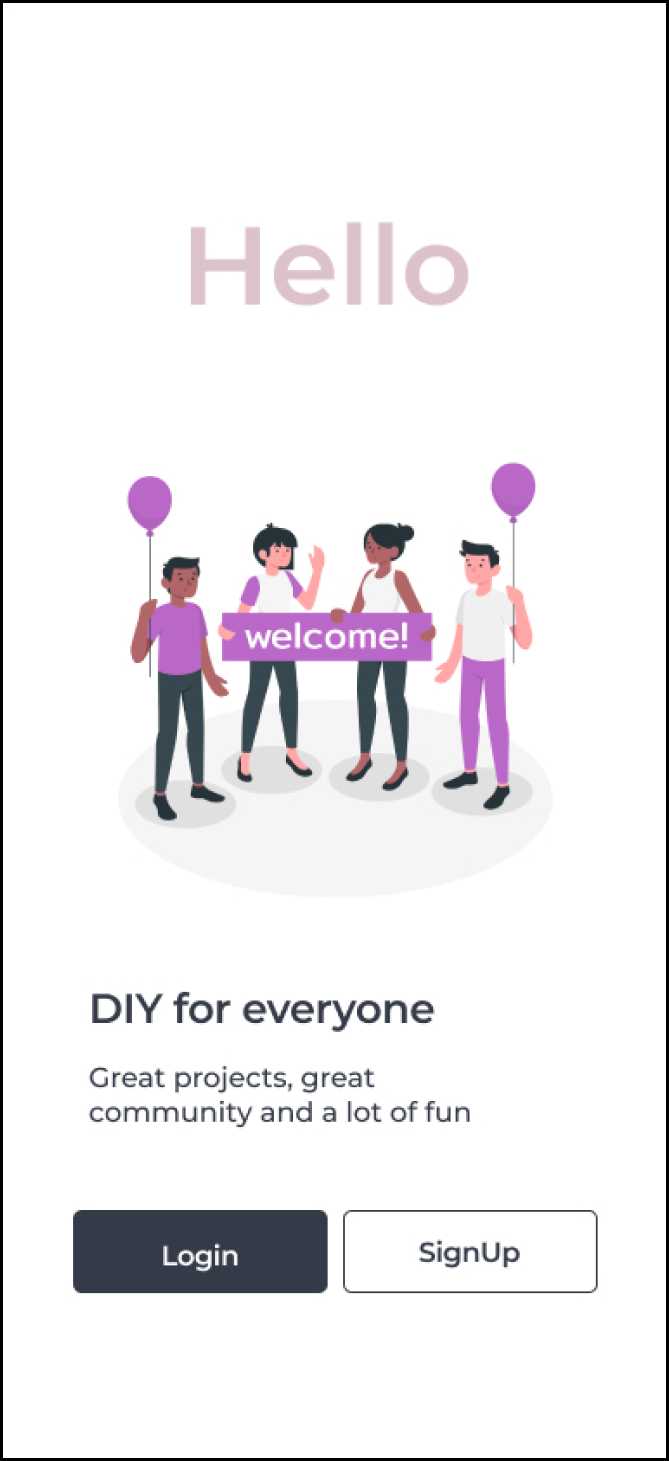 Hello
welcome!
DIY for everyone
Great projects, great
community and a lot of fun
Login
SignUp